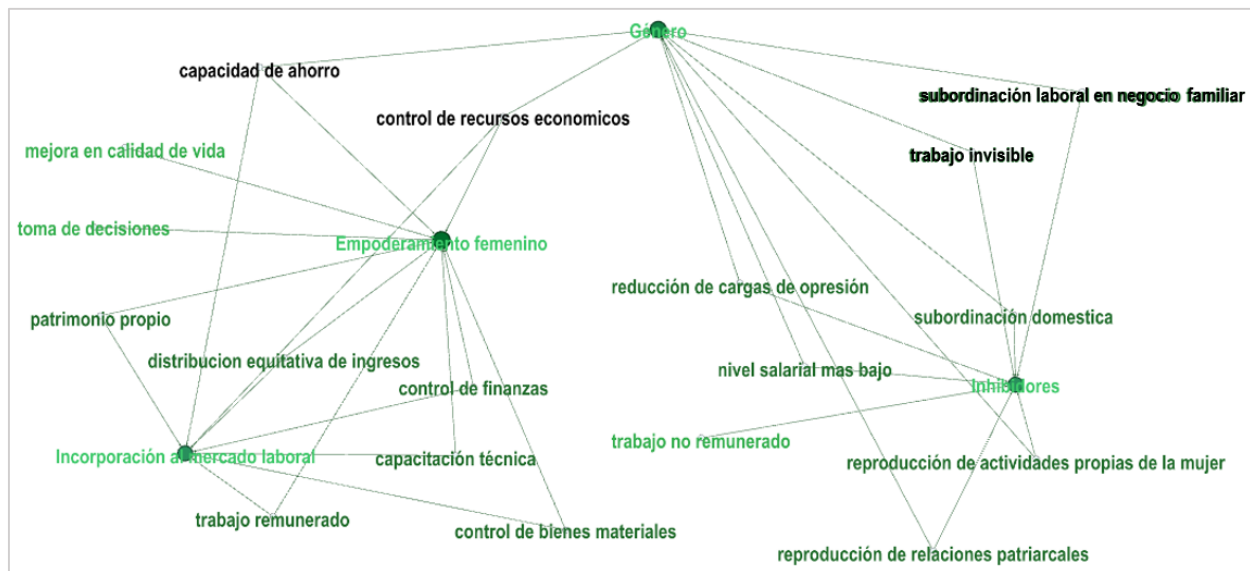 Género
capacidad de ahorro
subordinación laboral en negocio familiar
control de recursos economicos
mejora en calidad de vida
trabajo invisible
toma de decisiones
Empoderamiento femenino
reducción de cargas de opresión
patrimonio propio
subordinación domestica
distribucion equitativa de ingresos
nivel salarial mas bajo
control de finanzas
Inhibidores
trabajo no remunerado
Incorporación al mercado laboral
capacitación técnica
reproducción de actividades propias de la mujer
trabajo remunerado
control de bienes materiales
reproducción de relaciones patriarcales